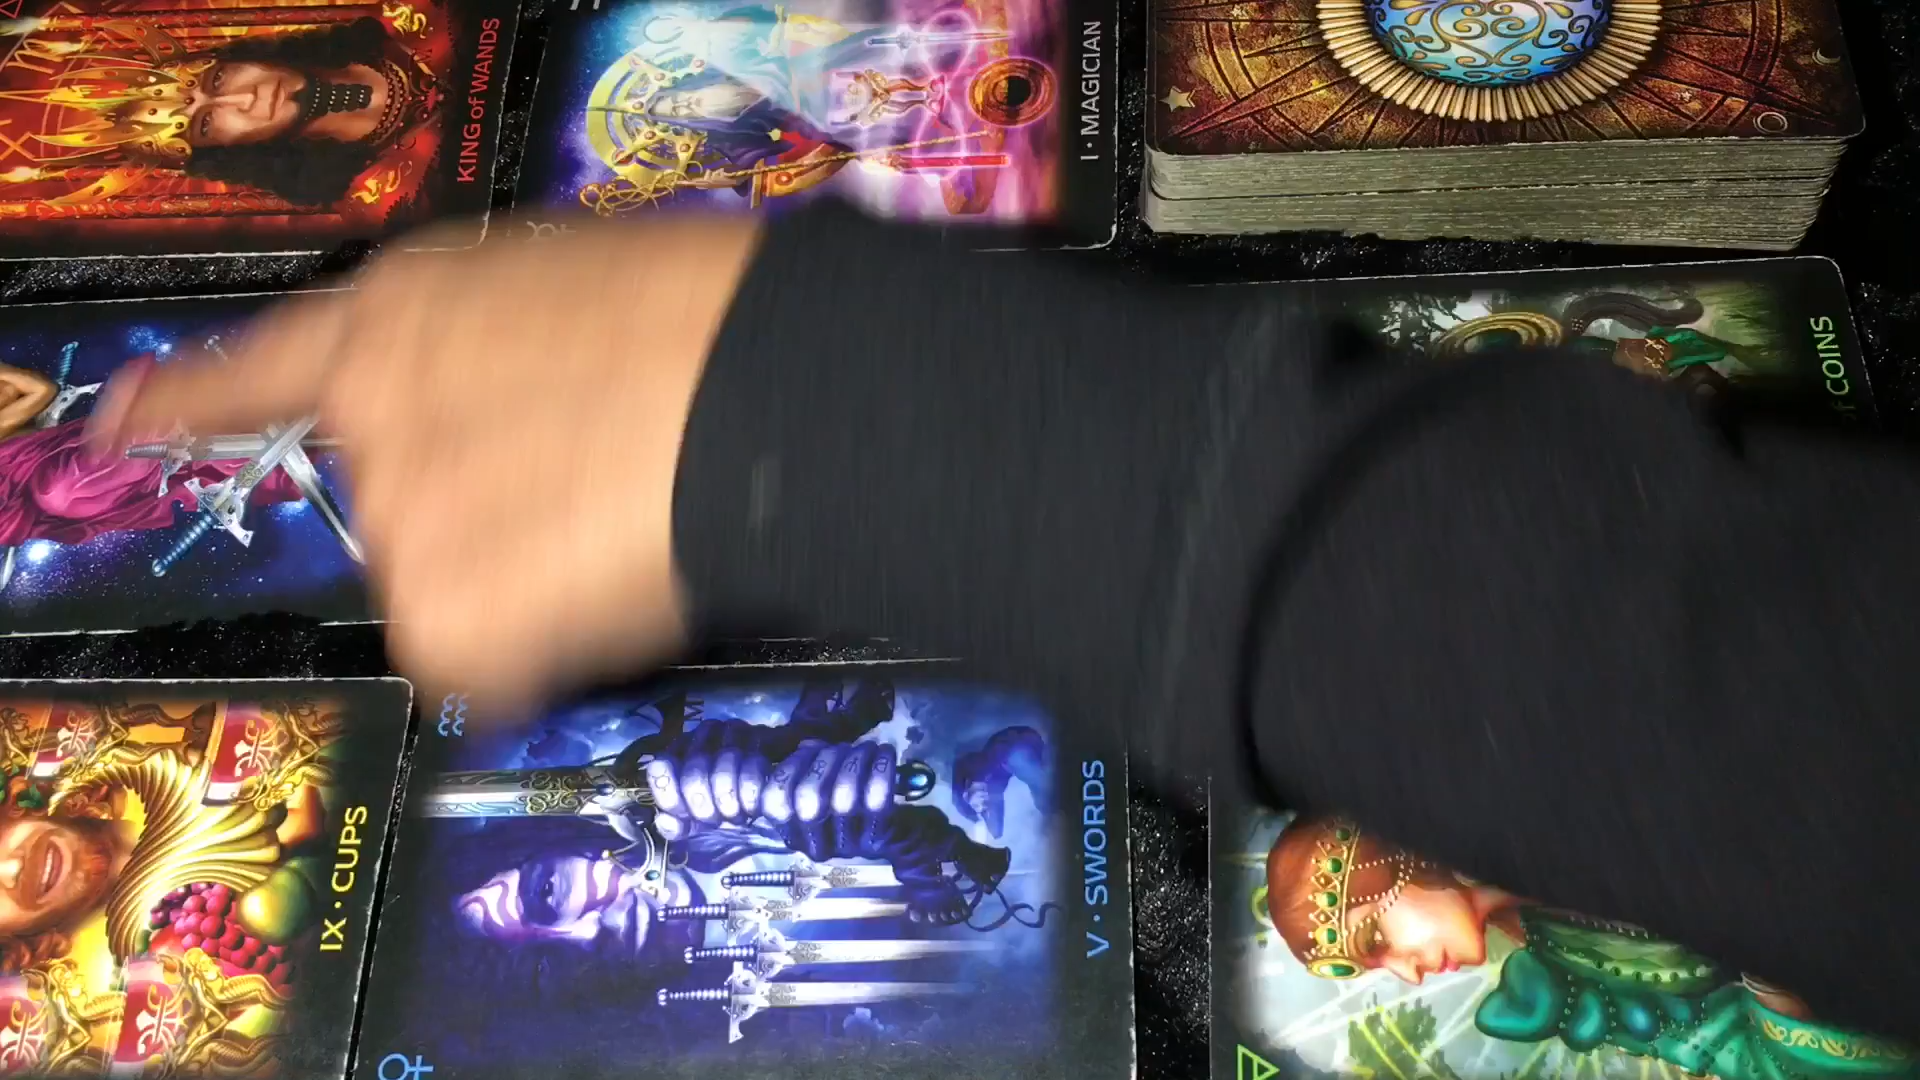 KING of WANDS
I • MAGICIAN
COINS
IX • CUPS
V • SWORDS